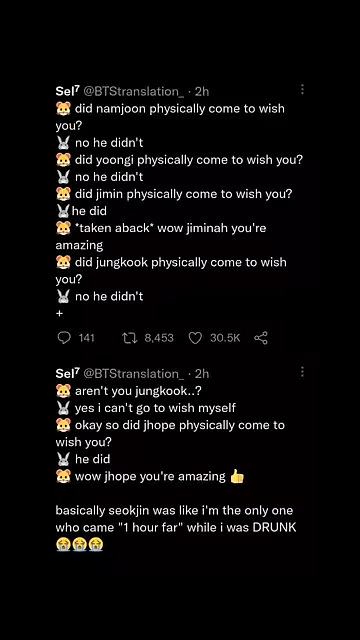 Sel⁷ @BTStranslation_ · 2h
🐹 did namjoon physically come to wish
you?
🐰 no he didn't
🐹 did yoongi physically come to wish you?
🐰 no he didn't
🐹 did jimin physically come to wish you?
🐰he did
🐹 *taken aback* wow jiminah you're
amazing
🐹 did jungkook physically come to wish
you?
🐰 no he didn't
+
141 8,453 30.5K
Sel⁷ @BTStranslation_ · 2h
🐹 aren't you jungkook..?
🐰 yes i can't go to wish myself
🐹 okay so did jhope physically come to
wish you?
🐰 he did
🐹 wow jhope you're amazing 👍
basically seokjin was like i'm the only one
who came "1 hour far" while i was DRUNK
😭😭😭